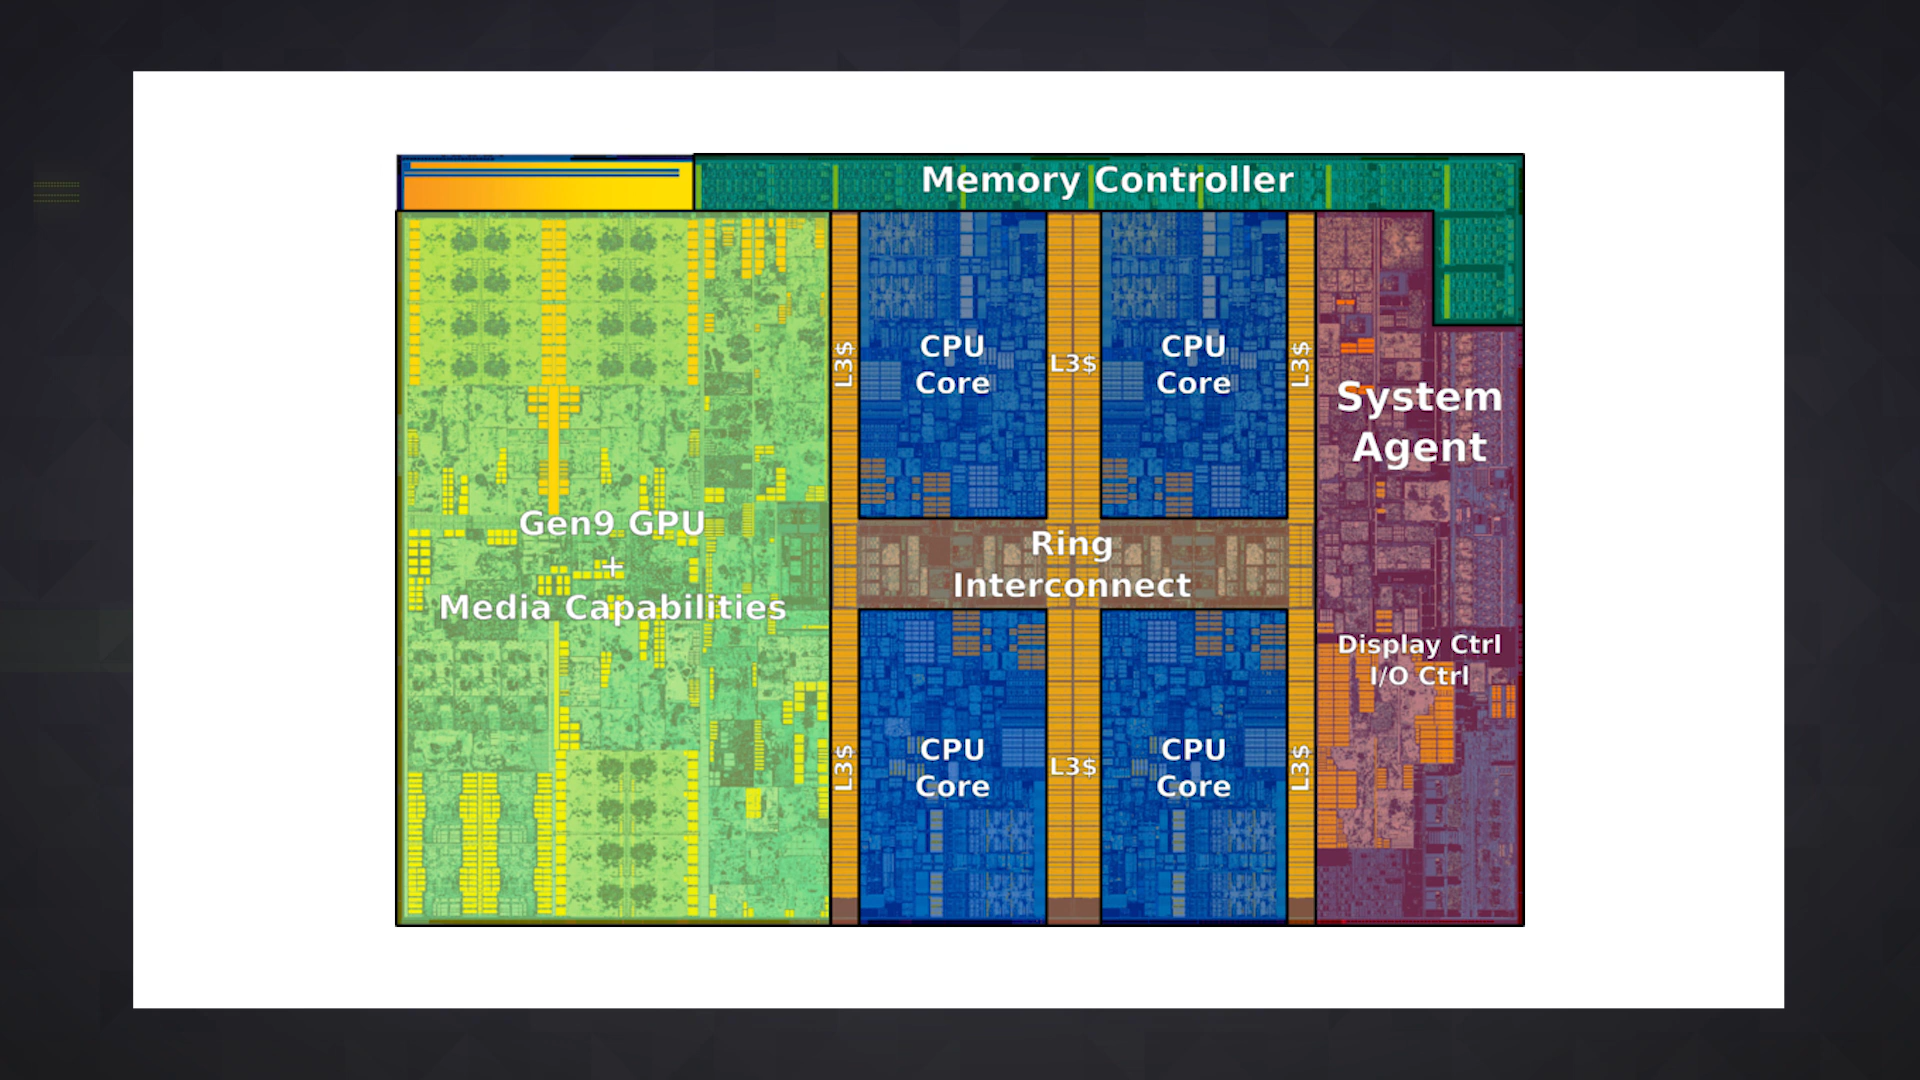 Memory Controller
L3$
CPU
Core
L3$
CPU
Core
L3$
System
Agent
Gen9 GPU
+
Media Capabilities
Ring
Interconnect
Display Ctrl
I/O Ctrl
L3$
CPU
Core
L3$
CPU
Core
L3$